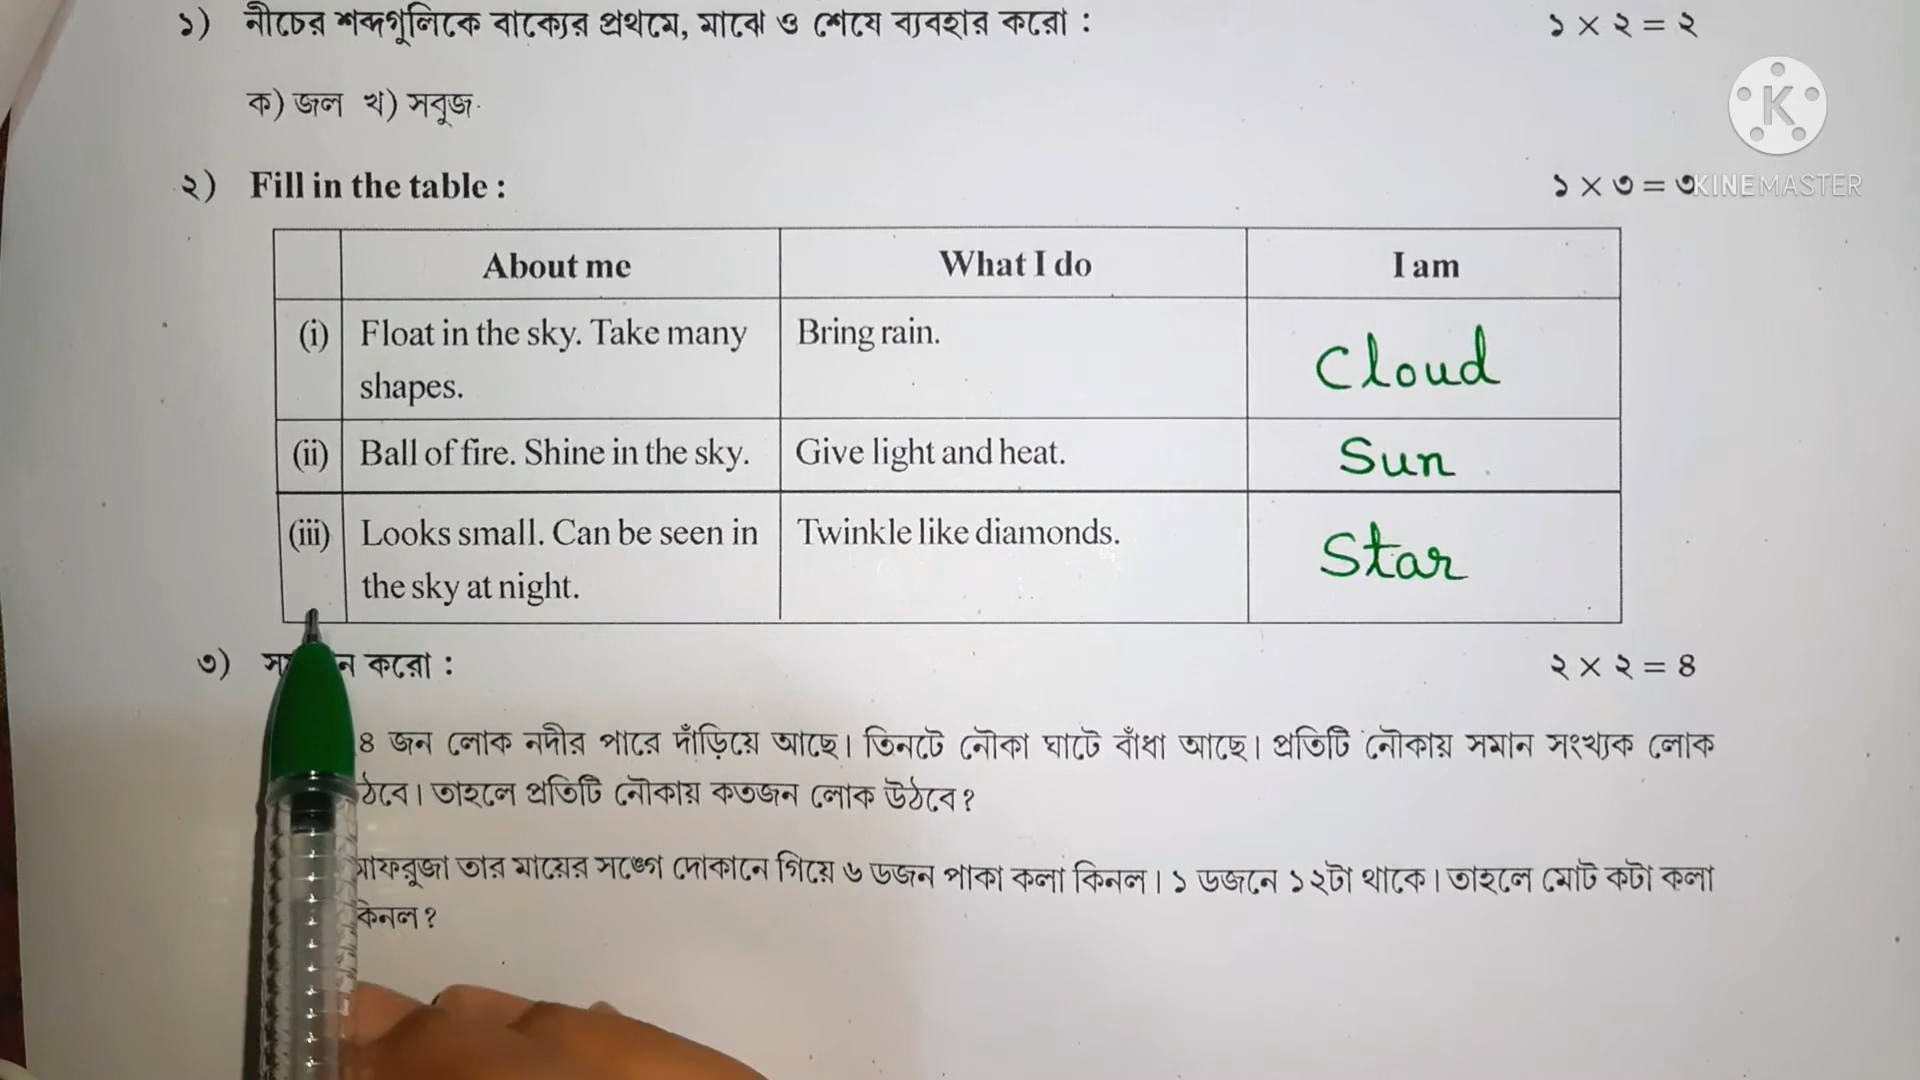 ১) নীচের শব্দগুলিকে বাক্যের প্রথমে, মাঝে ও শেষে ব্যবহার করো : ১ × ২ = ২
ক) জল খ) সবুজ
K
২) Fill in the table : ১ × ৩ = ৩
KINEMASTER
About me What I do I am
(i) Float in the sky. Take many Bring rain. Cloud
shapes.
(ii) Ball of fire. Shine in the sky. Give light and heat. Sun
(iii) Looks small. Can be seen in Twinkle like diamonds. Star
the sky at night.
৩) করো : ২ × ২ = ৪
৪ জন লোক নদীর পারে দাঁড়িয়ে আছে। তিনটে নৌকা ঘাটে বাঁধা আছে। প্রতিটি নৌকায় সমান সংখ্যক লোক
তাহলে প্রতিটি নৌকায় কতজন লোক উঠবে?
তার মায়ের সঙ্গে দোকানে গিয়ে ৬ ডজন পাকা কলা কিনল। ১ ডজনে ১২টা থাকে। তাহলে মোট কটা কলা
কিনল?